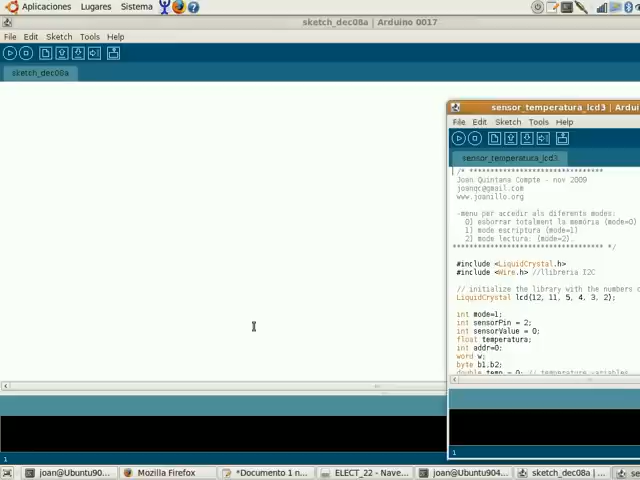 Aplicaciones Lugares Sistema
sketch_dec08a | Arduino 0017
File Edit Sketch Tools Help
sketch_dec08a
sensor_temperatura_lcd3 | Ardui
File Edit Sketch Tools Help
sensor_temperatura_lcd3
/* *******************************
Joan Quintana Compte - nov 2009
joanqc@gmail.com
www.joanillo.org
-menu per accedir als diferents modes:
0] esborrar totalment la memòria (mode=0)
1] mode escriptura (mode=1)
2] mode lectura: (mode=2).
*********************************** */
#include <LiquidCrystal.h>
#include <Wire.h> //llibreria I2C
// initialize the library with the numbers o
LiquidCrystal lcd(12, 11, 5, 4, 3, 2);
int mode=1;
int sensorPin = 2;
int sensorValue = 0;
float temperatura;
int addr=0;
word w;
byte b1,b2;
double temp = 0; // temperature variables
1
1
joan@Ubuntu90...
Mozilla Firefox
*Documento 1 n...
ELECT_22 - Nave...
joan@Ubuntu904...
sketch_dec08a |...
se